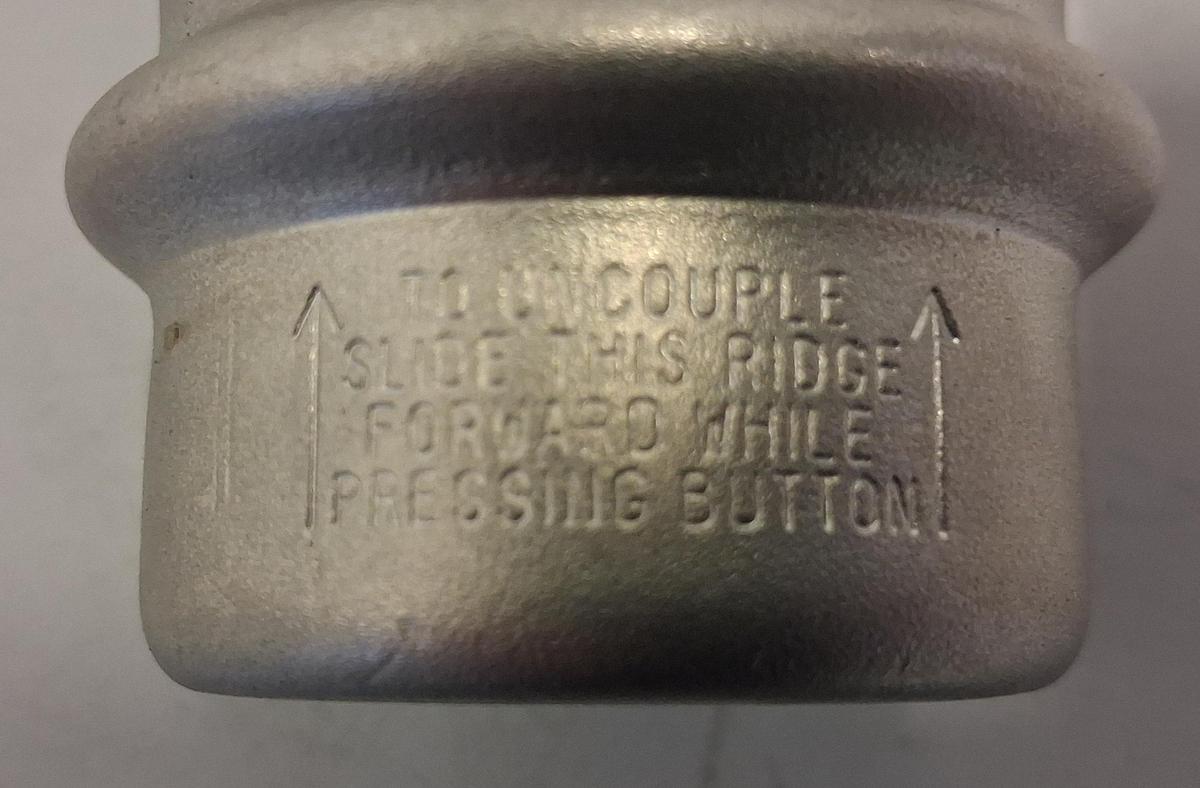 TO UNCOUPLE
SLIDE THIS RIDGE
FORWARD WHILE
PRESSING BUTTON